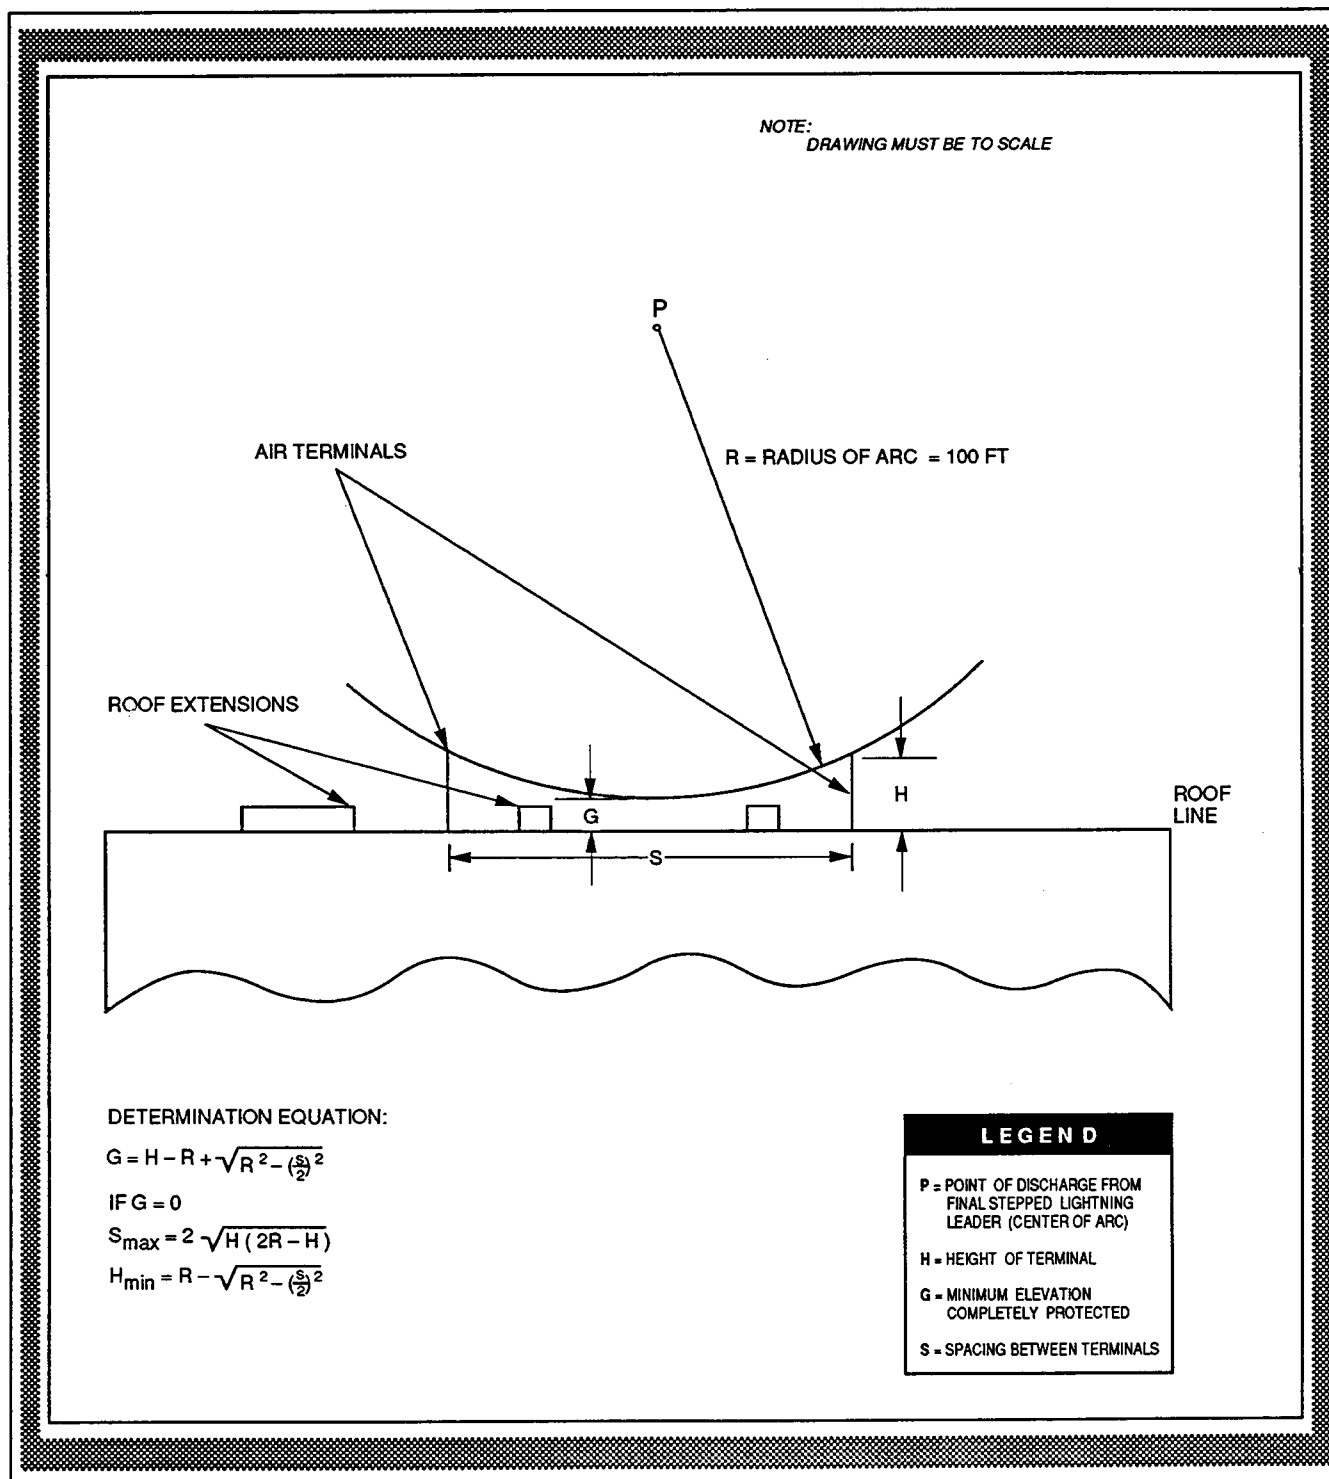 NOTE:
DRAWING MUST BE TO SCALE
P
AIR TERMINALS
R = RADIUS OF ARC = 100 FT
ROOF EXTENSIONS
H
G
ROOF
LINE
S
DETERMINATION EQUATION:
G = H – R + √R² – (S/2)²
IF G = 0
Smax = 2 √H ( 2R – H )
Hmin = R – √R² – (S/2)²
LEGEND
P = POINT OF DISCHARGE FROM
FINAL STEPPED LIGHTNING
LEADER (CENTER OF ARC)
H = HEIGHT OF TERMINAL
G = MINIMUM ELEVATION
COMPLETELY PROTECTED
S = SPACING BETWEEN TERMINALS